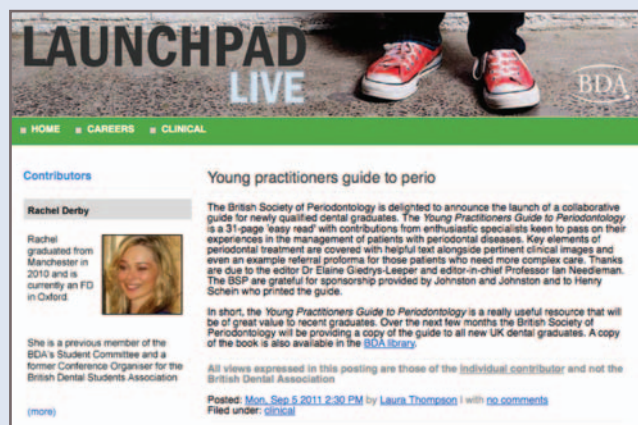 LAUNCHPAD
LIVE
BDA
HOME CAREERS CLINICAL
Contributors
Rachel Derby
Rachel
graduated from
Manchester in
2010 and is
currently an FD
in Oxford.
She is a previous member of the
BDA's Student Committee and a
former Conference Organiser for the
British Dental Students Association
(more)
Young practitioners guide to perio
The British Society of Periodontology is delighted to announce the launch of a collaborative
guide for newly qualified dental graduates. The Young Practitioners Guide to Periodontology
is a 31-page 'easy read' with contributions from enthusiastic specialists keen to pass on their
experiences in the management of patients with periodontal diseases. Key elements of
periodontal treatment are covered with helpful text alongside pertinent clinical images and
even an example referral proforma for those patients who need more complex care. Thanks
are due to the editor Dr Elaine Giedrys-Leeper and editor-in-chief Professor Ian Needleman.
The BSP are grateful for sponsorship provided by Johnston and Johnston and to Henry
Schein who printed the guide.
In short, the Young Practitioners Guide to Periodontology is a really useful resource that will
be of great value to recent graduates. Over the next few months the British Society of
Periodontology will be providing a copy of the guide to all new UK dental graduates. A copy
of the book is also available in the BDA library.
All views expressed in this posting are those of the individual contributor and not the
British Dental Association
Posted: Mon, Sep 5 2011 2:30 PM by Laura Thompson | with no comments
Filed under: clinical